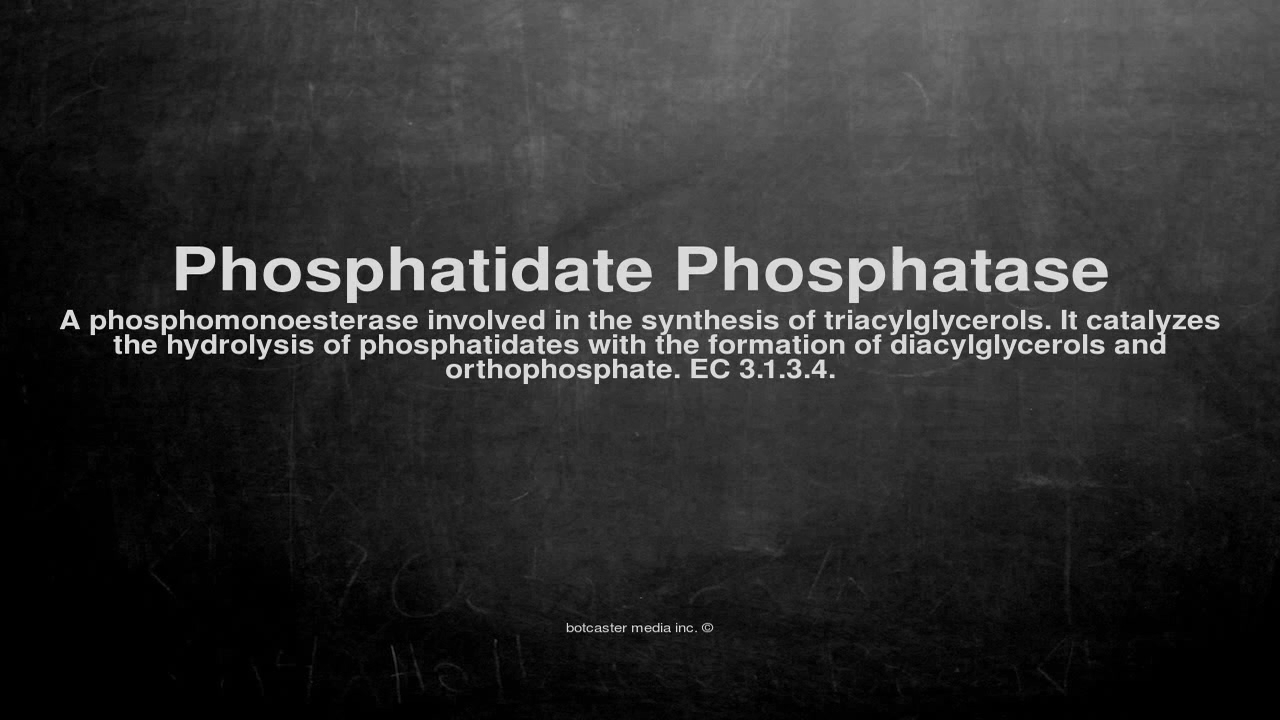 Phosphatidate Phosphatase
A phosphomonoesterase involved in the synthesis of triacylglycerols. It catalyzes
the hydrolysis of phosphatidates with the formation of diacylglycerols and
orthophosphate. EC 3.1.3.4.
botcaster media inc. ©